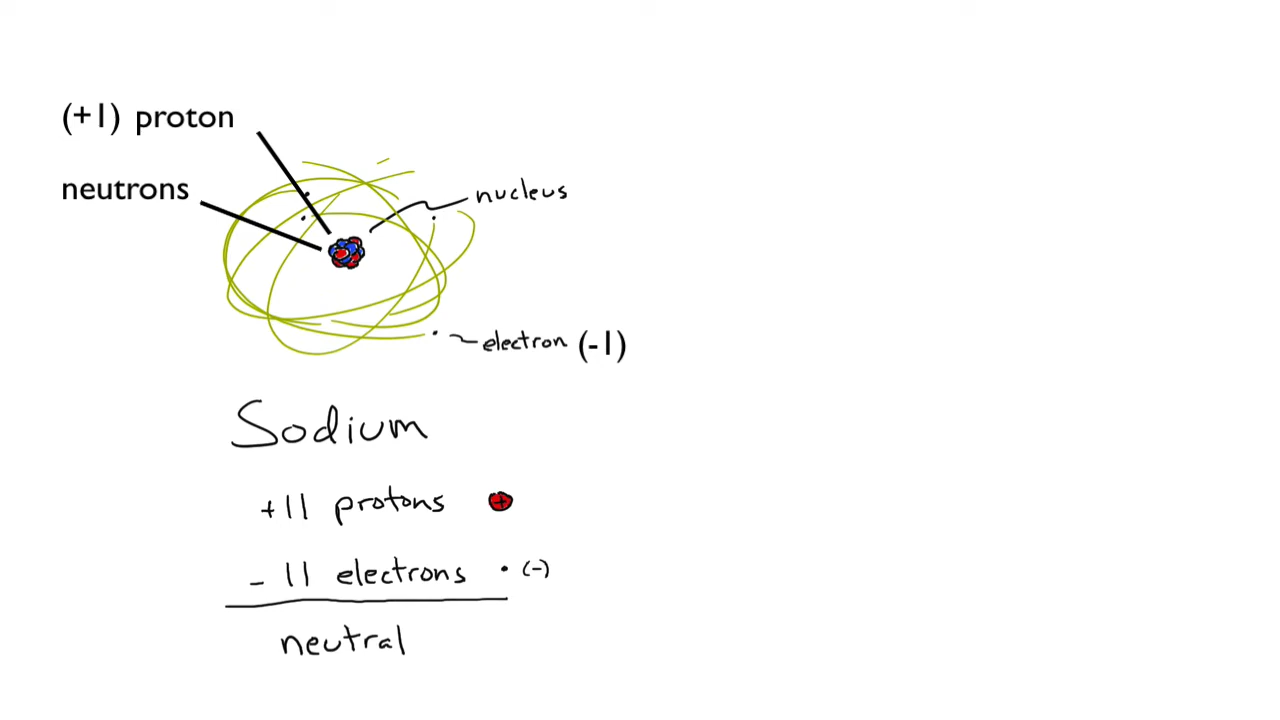 (+1) proton
neutrons
nucleus
electron (-1)
Sodium
+11 protons +
- 11 electrons (-)
neutral